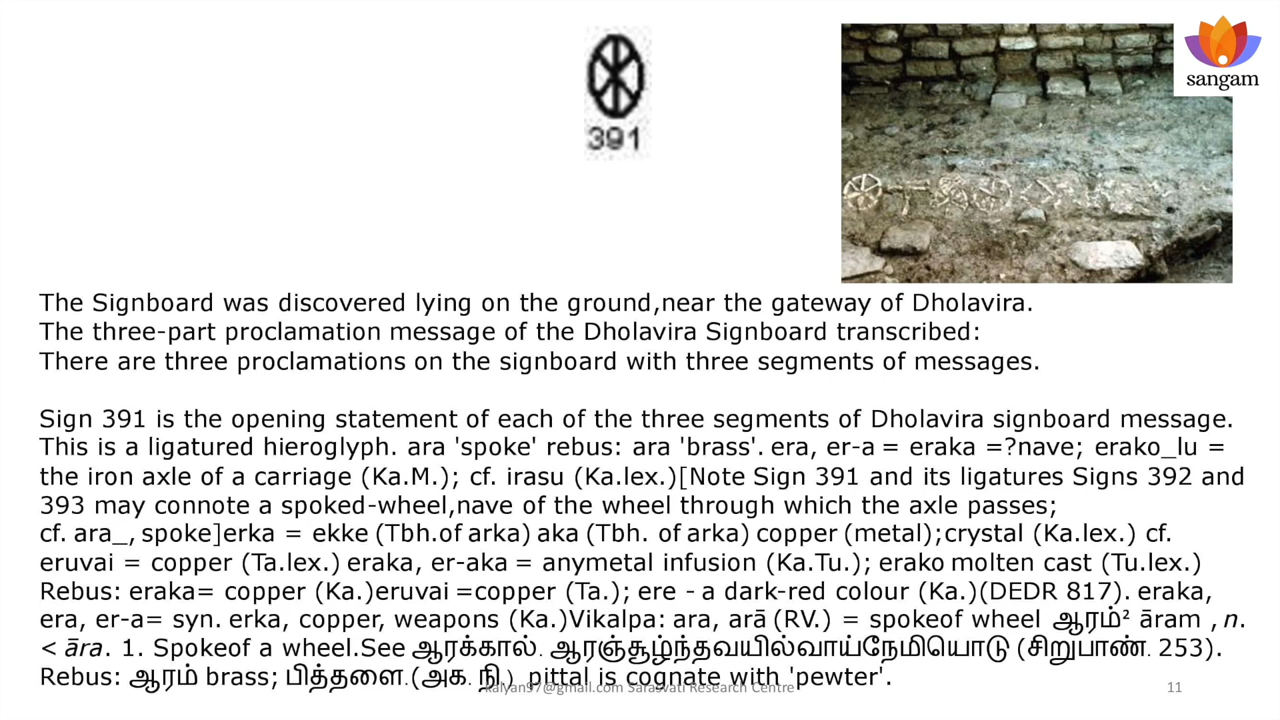 391
sangam
The Signboard was discovered lying on the ground,near the gateway of Dholavira.
The three-part proclamation message of the Dholavira Signboard transcribed:
There are three proclamations on the signboard with three segments of messages.
Sign 391 is the opening statement of each of the three segments of Dholavira signboard message.
This is a ligatured hieroglyph. ara 'spoke' rebus: ara 'brass'. era, er-a = eraka =?nave; erako_lu =
the iron axle of a carriage (Ka.M.); cf. irasu (Ka.lex.)[Note Sign 391 and its ligatures Signs 392 and
393 may connote a spoked-wheel,nave of the wheel through which the axle passes;
cf. ara_, spoke]erka = ekke (Tbh.of arka) aka (Tbh. of arka) copper (metal);crystal (Ka.lex.) cf.
eruvai = copper (Ta.lex.) eraka, er-aka = anymetal infusion (Ka.Tu.); erako molten cast (Tu.lex.)
Rebus: eraka= copper (Ka.)eruvai =copper (Ta.); ere - a dark-red colour (Ka.)(DEDR 817). eraka,
era, er-a= syn. erka, copper, weapons (Ka.)Vikalpa: ara, arā (RV.) = spokeof wheel ஆரம்² āram , n.
< āra. 1. Spokeof a wheel.See ஆரக்கால். ஆரஞ்சூழ்ந்தவயில்வாய்நேமியொடு (சிறுபாண். 253).
Rebus: ஆரம் brass; பித்தளை.(அக. நி.) pittal is cognate with 'pewter'.
kalyan97@gmail.com Sarasvati Research Centre
11